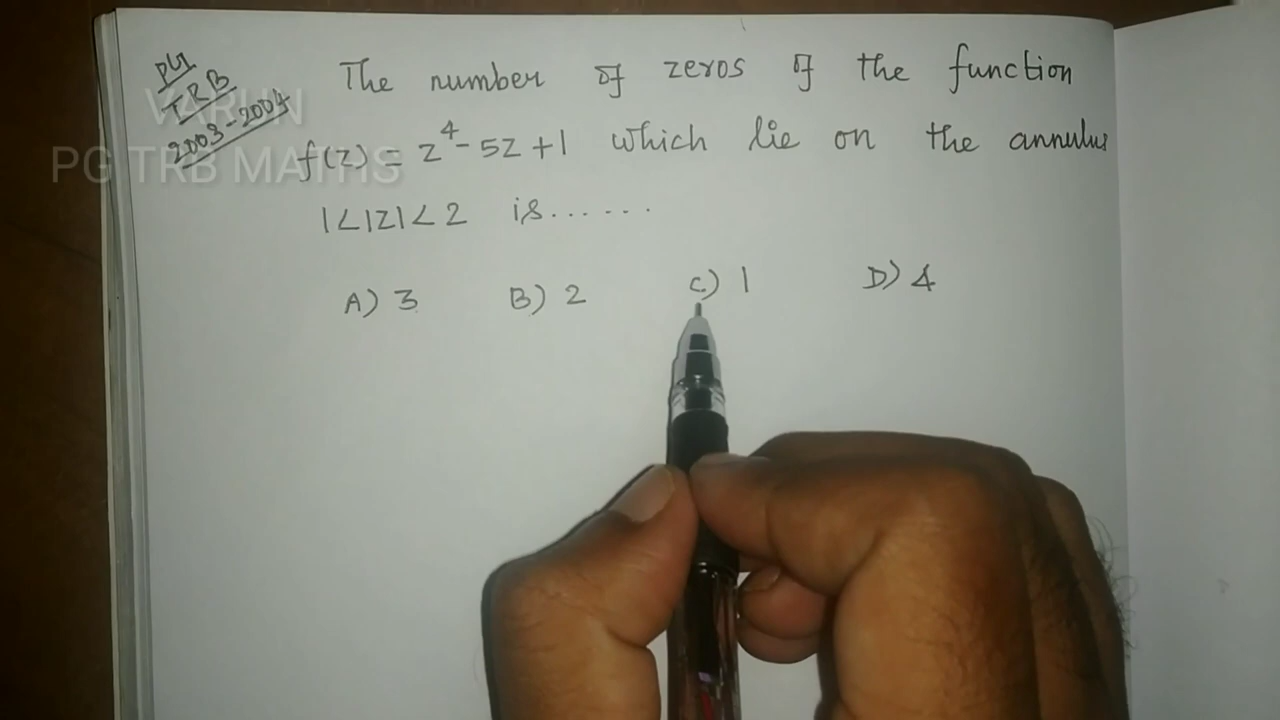 PG
TRB
2003-2004
VARUN
PG TRB MATHS
The number of zeros of the function
f(z) = z⁴- 5z +1 which lie on the annulus
1<|z|< 2 is......
A) 3 B) 2 C) 1 D) 4